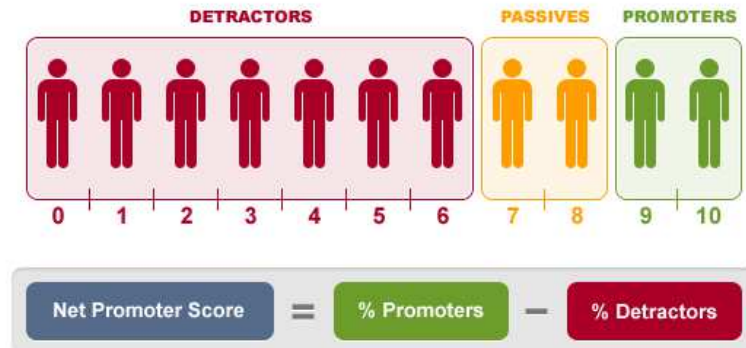 DETRACTORS PASSIVES PROMOTERS
0 1 2 3 4 5 6 7 8 9 10
Net Promoter Score = % Promoters − % Detractors